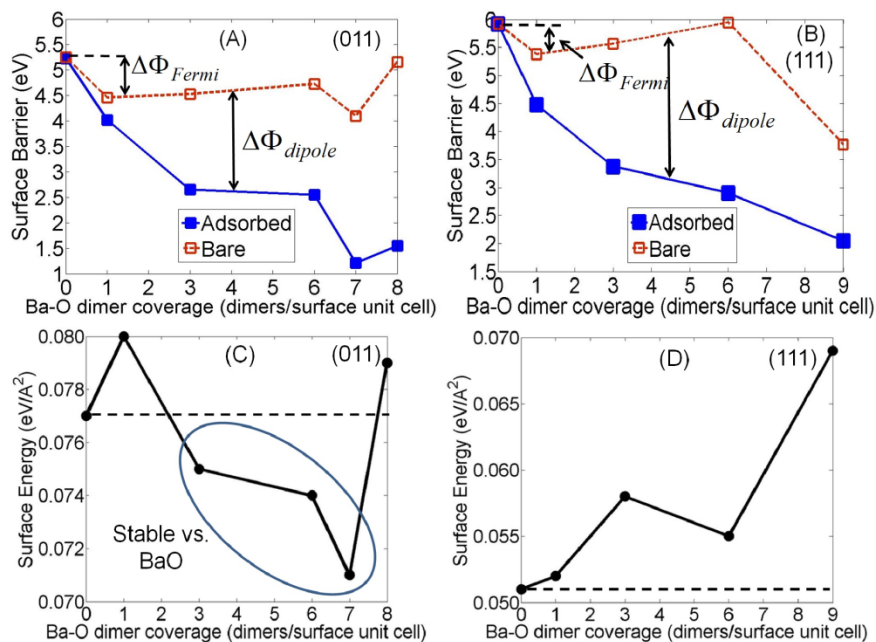 (A)
(011)
ΔΦFermi
ΔΦdipole
Adsorbed
Bare
Surface Barrier (eV)
6
5.5
5
4.5
4
3.5
3
2.5
2
1.5
1
0 1 2 3 4 5 6 7 8
Ba-O dimer coverage (dimers/surface unit cell)
(B)
(111)
ΔΦFermi
ΔΦdipole
Adsorbed
Bare
Surface Barrier (eV)
6
5.5
5
4.5
4
3.5
3
2.5
2
1.5
0 1 2 3 4 5 6 7 8 9
Ba-O dimer coverage (dimers/surface unit cell)
(C)
(011)
Stable vs.
BaO
Surface Energy (eV/A²)
0.080
0.078
0.076
0.074
0.072
0.070
0 1 2 3 4 5 6 7 8
Ba-O dimer coverage (dimers/surface unit cell)
(D)
(111)
Surface Energy (eV/A²)
0.070
0.065
0.060
0.055
0.050
0 1 2 3 4 5 6 7 8 9
Ba-O dimer coverage (dimers/surface unit cell)